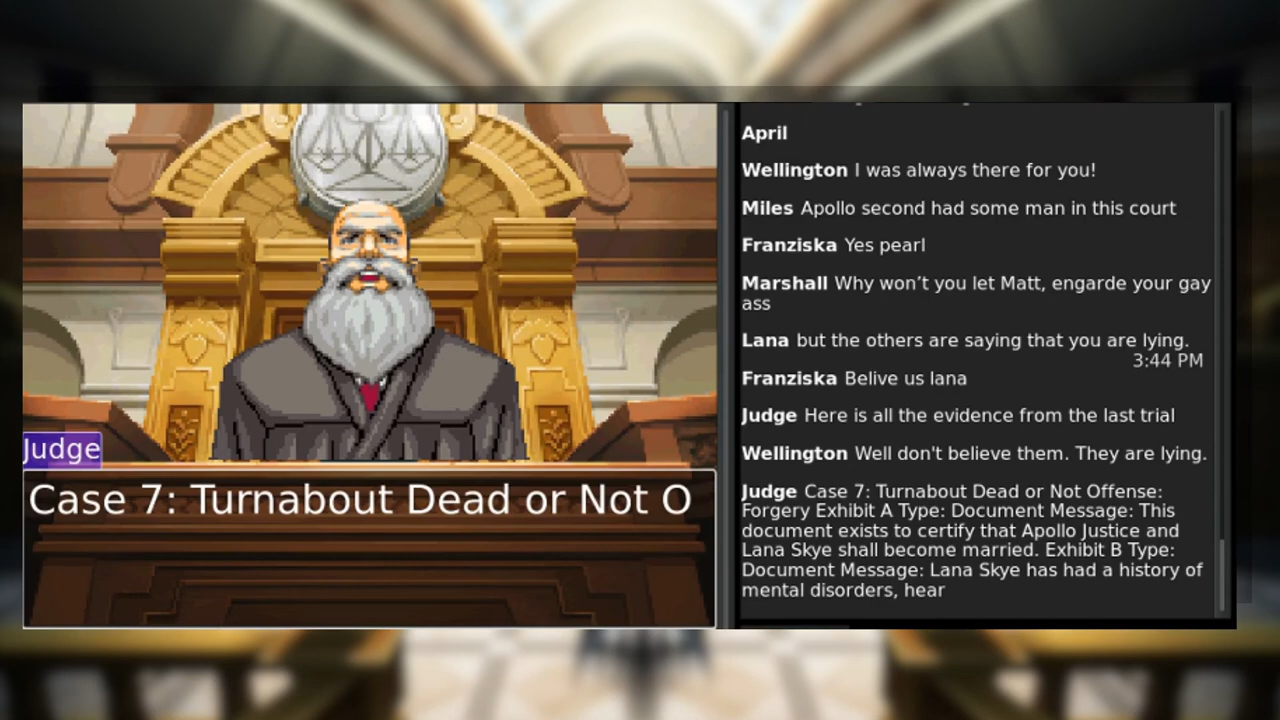 Judge
Case 7: Turnabout Dead or Not O
April
Wellington I was always there for you!
Miles Apollo second had some man in this court
Franziska Yes pearl
Marshall Why won’t you let Matt, engarde your gay
ass
Lana but the others are saying that you are lying.
3:44 PM
Franziska Belive us lana
Judge Here is all the evidence from the last trial
Wellington Well don't believe them. They are lying.
Judge Case 7: Turnabout Dead or Not Offense:
Forgery Exhibit A Type: Document Message: This
document exists to certify that Apollo Justice and
Lana Skye shall become married. Exhibit B Type:
Document Message: Lana Skye has had a history of
mental disorders, hear